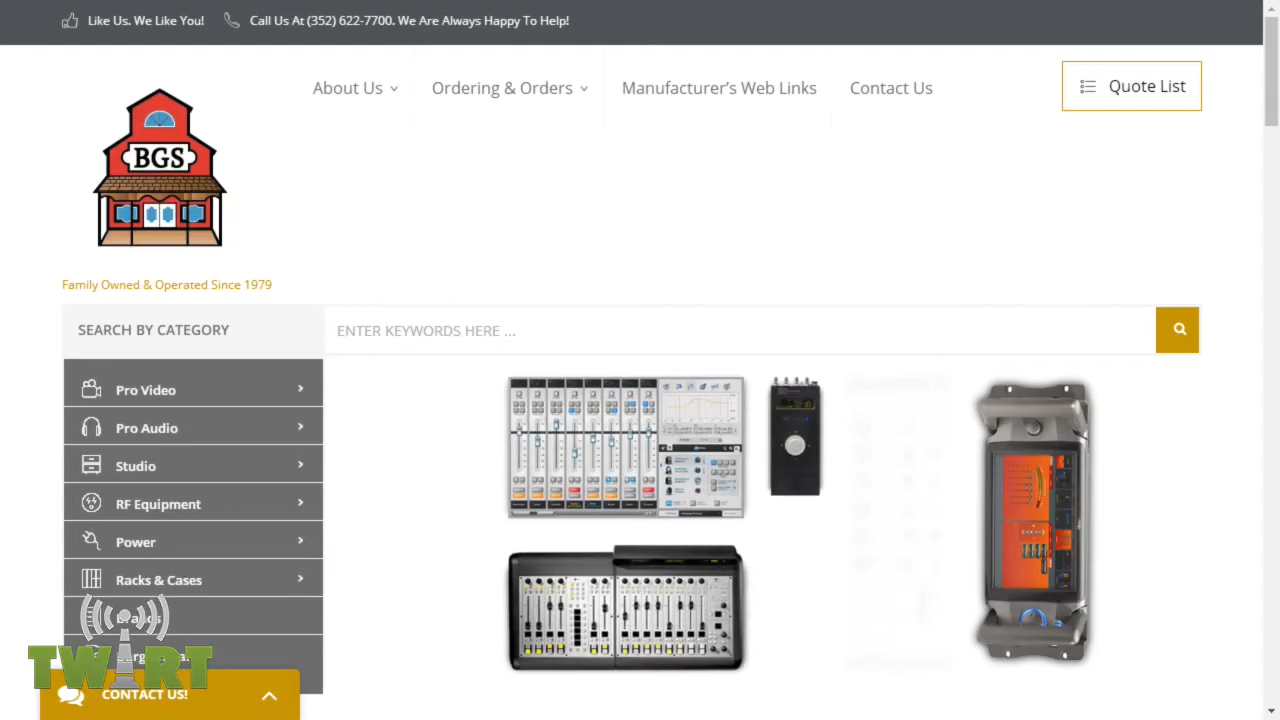 Like Us. We Like You!
Call Us At (352) 622-7700. We Are Always Happy To Help!
About Us
Ordering & Orders
Manufacturer's Web Links
Contact Us
Quote List
BGS
Family Owned & Operated Since 1979
SEARCH BY CATEGORY
ENTER KEYWORDS HERE ...
Pro Video
Pro Audio
Studio
RF Equipment
Power
Racks & Cases
TWIRT
CONTACT US!